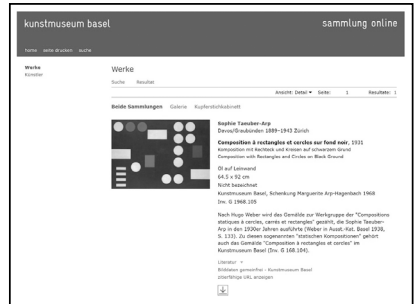 kunstmuseum basel
sammlung online
home seite drucken suche
Werke
Künstler
Werke
Suche Resultat
Ansicht: Detail ▾ Seite: 1 Resultate: 1
Beide Sammlungen Galerie Kupferstichkabinett
Sophie Taeuber-Arp
Davos/Graubünden 1889–1943 Zürich
Composition à rectangles et cercles sur fond noir, 1931
Komposition mit Rechteck und Kreisen auf schwarzem Grund
Composition with Rectangles and Circles on Black Ground
Öl auf Leinwand
64.5 x 92 cm
Nicht bezeichnet
Kunstmuseum Basel, Schenkung Marguerite Arp-Hagenbach 1968
Inv. G 1968.105
Nach Hugo Weber wird das Gemälde zur Werkgruppe der "Compositions
statiques à cercles, carrés et rectangles" gezählt, die Sophie Taeuber-
Arp in den 1930er Jahren ausführte (Weber in Ausst.-Kat. Basel 1938,
S. 133). Zu diesen sogenannten "statischen Kompositionen" gehört
auch das Gemälde "Composition à rectangles et cercles" im
Kunstmuseum Basel (Inv. G 168.104).
Literatur +
Bilddaten gemeinfrei - Kunstmuseum Basel
zitierfähige URL anzeigen